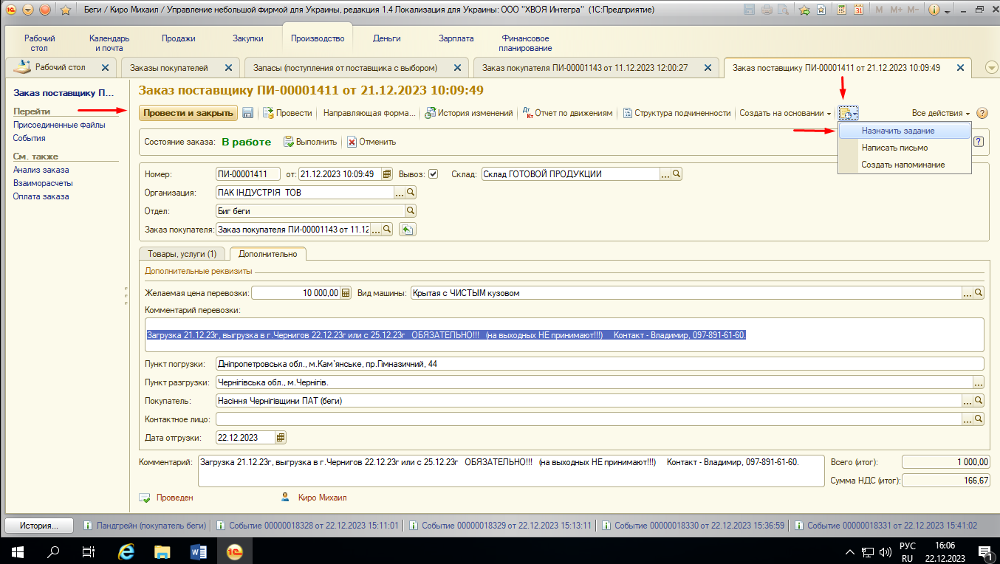 Беги / Киро Михаил / Управление небольшой фирмой для Украины, редакция 1.4 Локализация для Украины: ООО "ХВОЯ Интегра" (1С:Предприятие)
M M+ M-
Рабочий стол
Календарь и почта
Продажи
Закупки
Производство
Деньги
Зарплата
Финансовое планирование
Рабочий стол
Заказы покупателей
Запасы (поступления от поставщика с выбором)
Заказ покупателя ПИ-00001143 от 11.12.2023 12:00:27
Заказ поставщику ПИ-00001411 от 21.12.2023 10:09:49
Заказ поставщику П...
Перейти
Присоединенные файлы
События
См. также
Анализ заказа
Взаиморасчеты
Оплата заказа
Заказ поставщику ПИ-00001411 от 21.12.2023 10:09:49
Провести и закрыть
Провести
Направляющая форма...
История изменений
Дт Кт Отчет по движениям
Структура подчиненности
Создать на основании
Все действия
?
Назначить задание
Написать письмо
Создать напоминание
Состояние заказа: В работе
Выполнить
Отменить
?
Номер: ПИ-00001411 от: 21.12.2023 10:09:49 Вывоз: Склад: Склад ГОТОВОЙ ПРОДУКЦИИ ...
Организация: ПАК ІНДУСТРІЯ ТОВ ...
Отдел: Биг беги
Заказ покупателя: Заказ покупателя ПИ-00001143 от 11.12 ...
Товары, услуги (1)
Дополнительно
Дополнительные реквизиты
Желаемая цена перевозки: 10 000,00 Вид машины: Крытая с ЧИСТЫМ кузовом ...
Комментарий перевозки:
Загрузка 21.12.23г, выгрузка в г.Чернигов 22.12.23г или с 25.12.23г ОБЯЗАТЕЛЬНО!!! (на выходных НЕ принимают!!!) Контакт - Владимир, 097-891-61-60.
Пункт погрузки: Дніпропетровська обл., м.Кам`янське, пр.Гімназичний, 44
Пункт разгрузки: Чернігівська обл., м.Чернігів. ...
Покупатель: Насіння Чернігівщини ПАТ (беги) ...
Контактное лицо: ...
Дата отгрузки: 22.12.2023
Комментарий: Загрузка 21.12.23г, выгрузка в г.Чернигов 22.12.23г или с 25.12.23г ОБЯЗАТЕЛЬНО!!! (на выходных НЕ принимают!!!) Контакт - Владимир, 097-891-61-60.
Всего (итог): 1 000,00
Сумма НДС (итог): 166,67
Проведен
Киро Михаил
История...
Ландгрейн (покупатель беги)
Событие 00000018328 от 22.12.2023 15:11:01
Событие 00000018329 от 22.12.2023 15:13:11
Событие 00000018330 от 22.12.2023 15:36:59
Событие 00000018331 от 22.12.2023 15:41:02
РУС
RU
16:06
22.12.2023
1